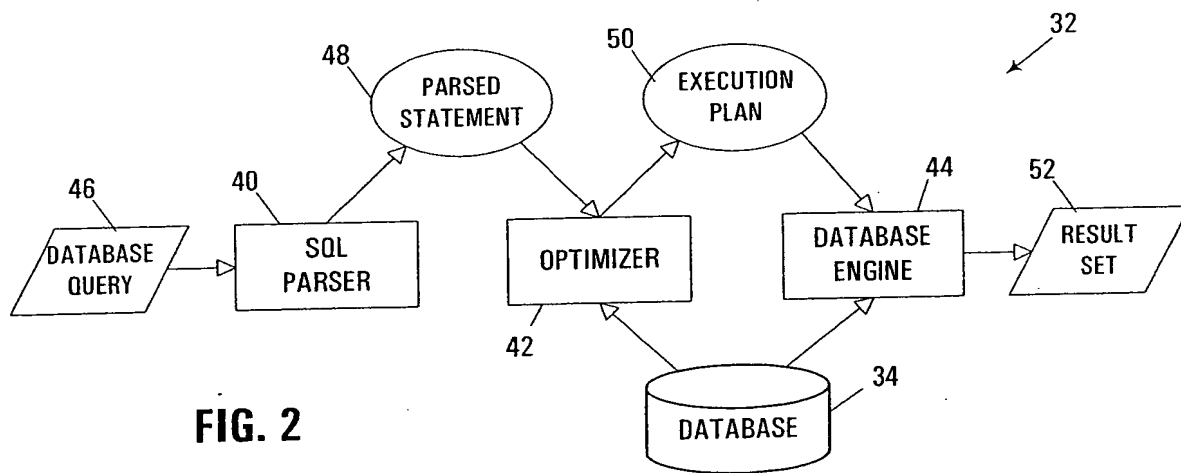 32
50
48
EXECUTION
PLAN
PARSED
STATEMENT
46
40
44
52
DATABASE
QUERY
SQL
PARSER
OPTIMIZER
DATABASE
ENGINE
RESULT
SET
42
34
DATABASE
FIG. 2